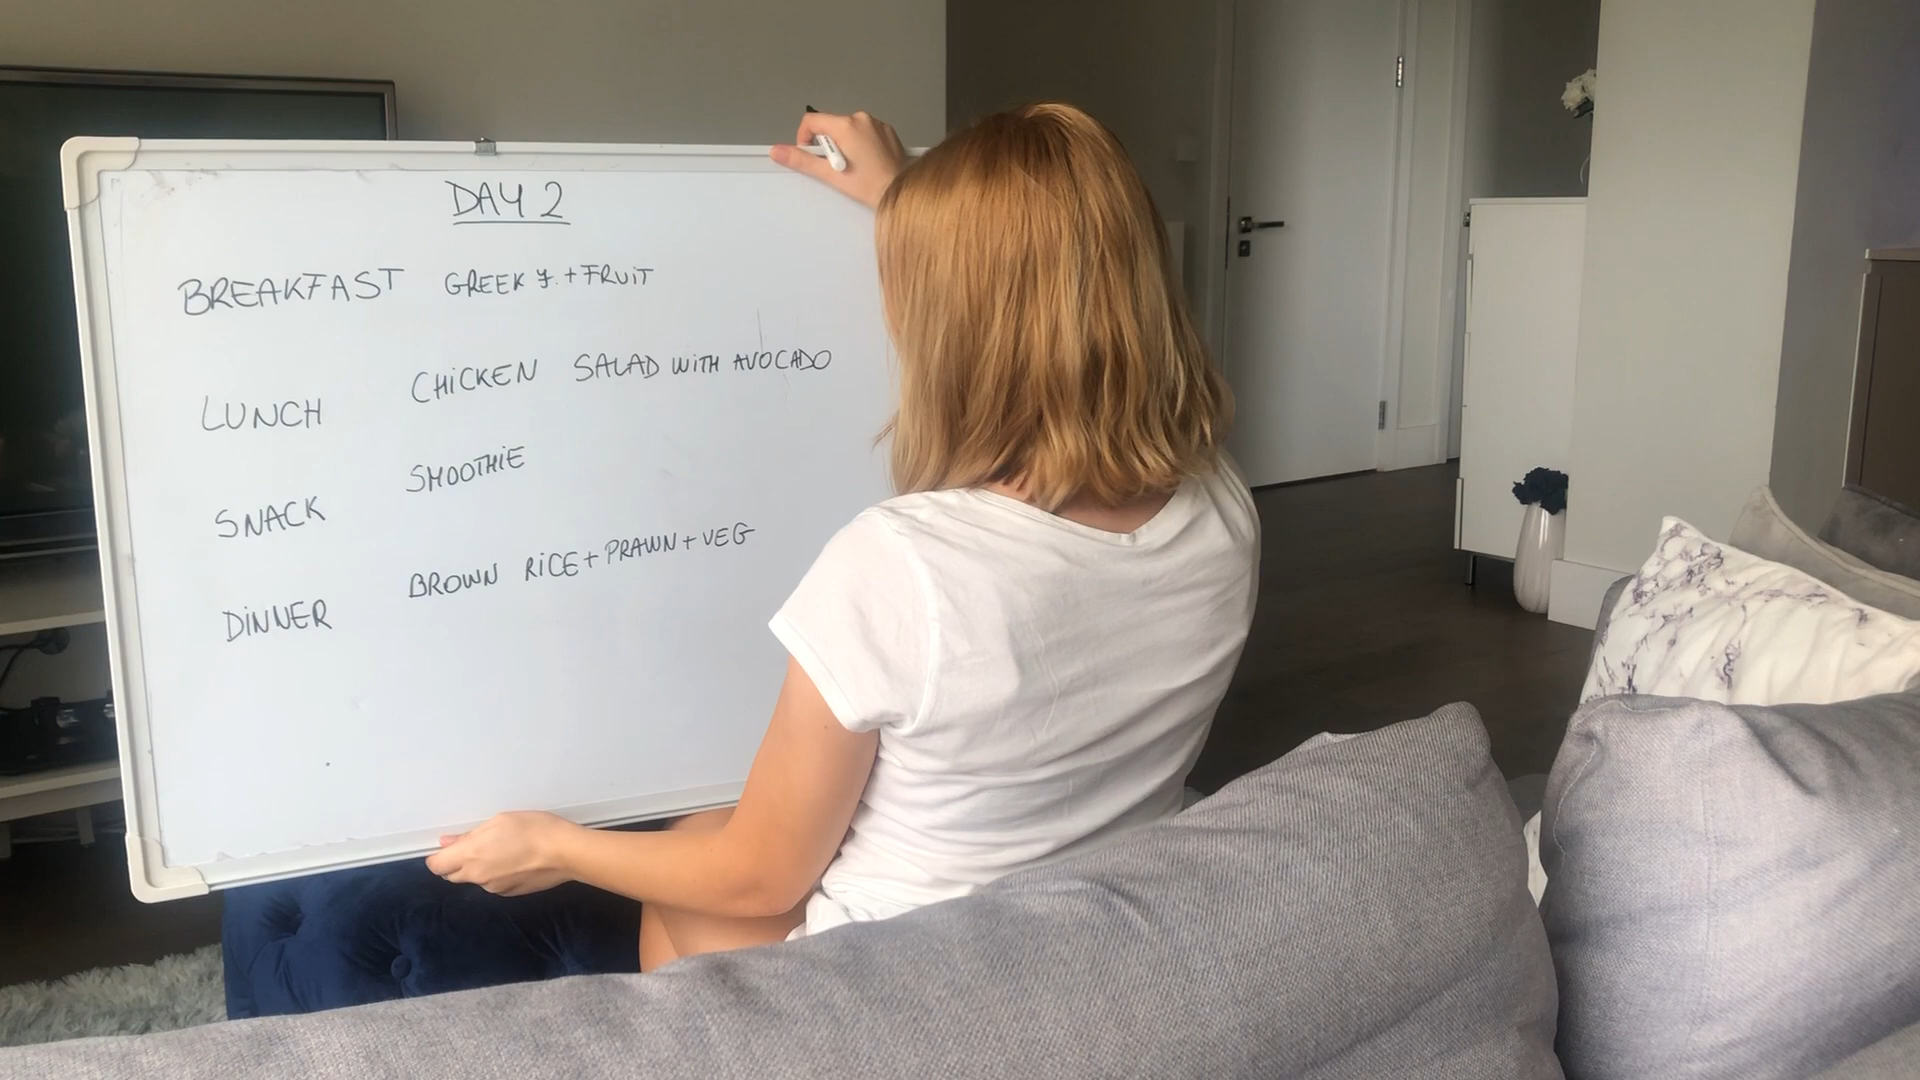 DAY 2
BREAKFAST GREEK Y. + FRUIT
LUNCH CHICKEN SALAD WITH AVOCADO
SNACK SMOOTHIE
DINNER BROWN RICE + PRAWN + VEG